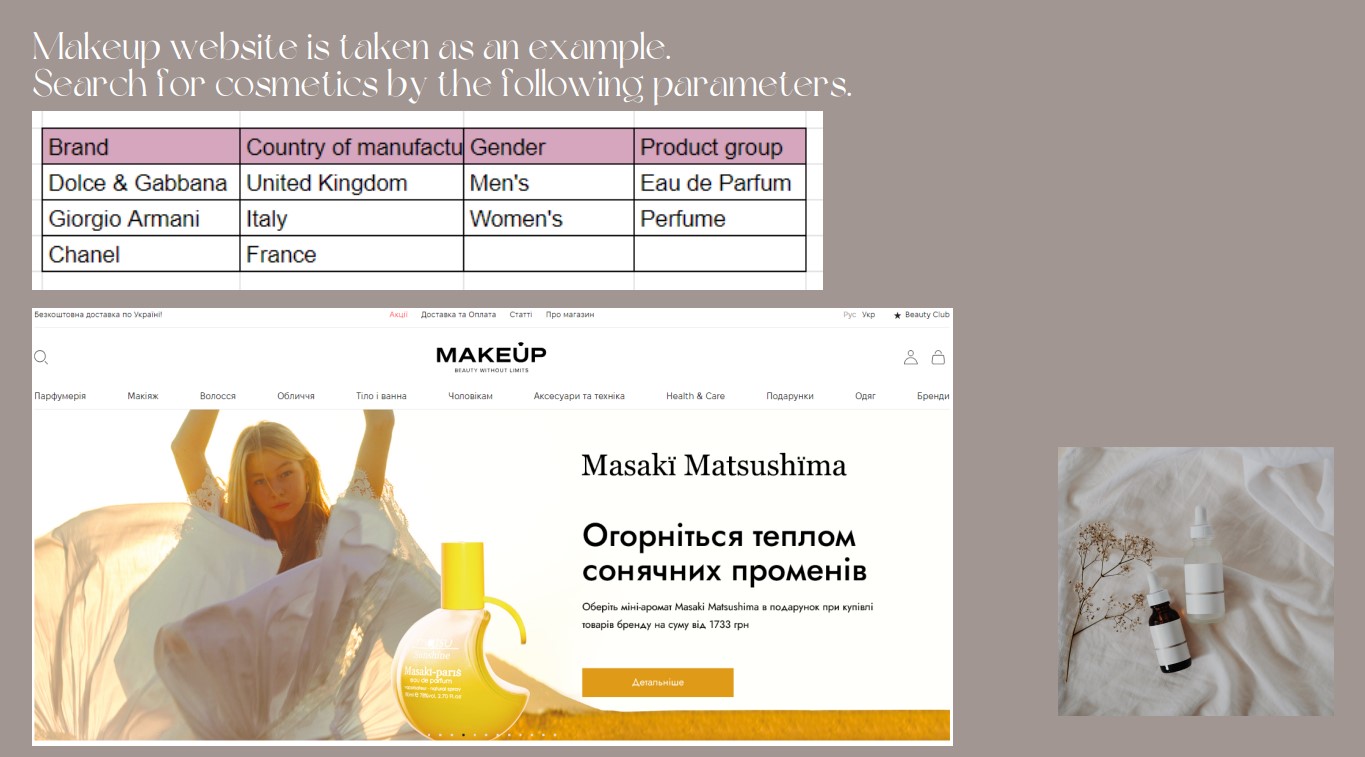 Makeup website is taken as an example.
Search for cosmetics by the following parameters.
Brand Country of manufactu Gender Product group
Dolce & Gabbana United Kingdom Men's Eau de Parfum
Giorgio Armani Italy Women's Perfume
Chanel France
Безкоштовна доставка по Україні! Акції Доставка та Оплата Статті Про магазин Рус Укр Beauty Club
MAKEUP
BEAUTY WITHOUT LIMITS
Парфумерія Макіяж Волосся Обличчя Тіло і ванна Чоловікам Аксесуари та техніка Health & Care Подарунки Одяг Бренди
Masakï Matsushïma
Огорніться теплом
сонячних променів
Оберіть міні-аромат Masaki Matsushima в подарунок при купівлі
товарів бренду на суму від 1733 грн
Детальніше
Masaki-paris
eau de parfum